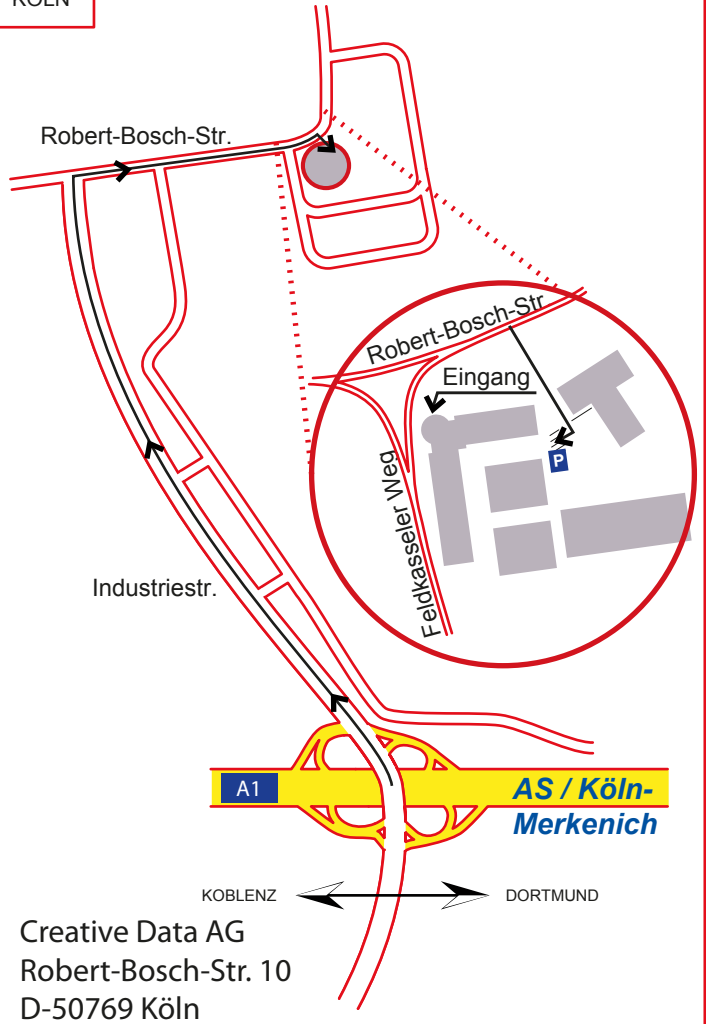 KÖLN
Robert-Bosch-Str.
Robert-Bosch-Str
Eingang
P
Feldkasseler Weg
Industriestr.
A1
AS / Köln-
Merkenich
KOBLENZ
DORTMUND
Creative Data AG
Robert-Bosch-Str. 10
D-50769 Köln